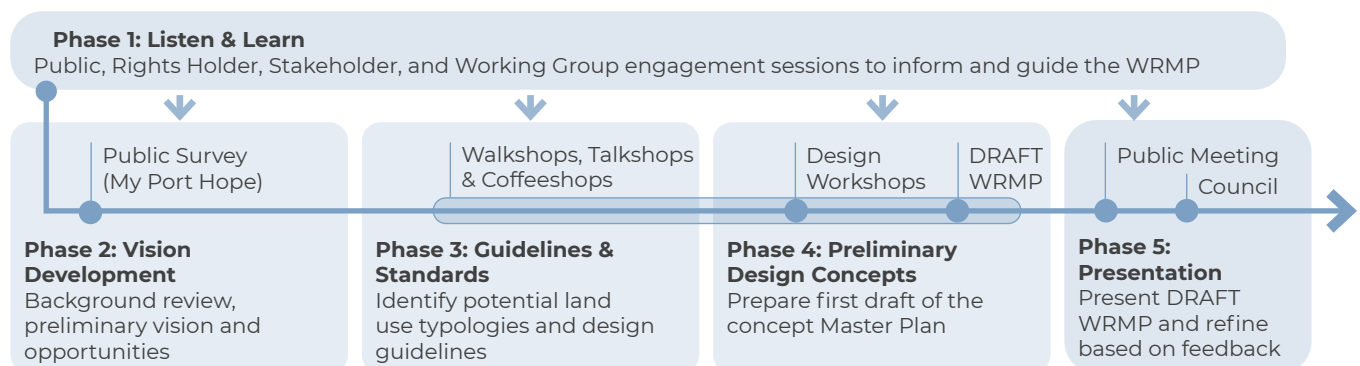 Phase 1: Listen & Learn
Public, Rights Holder, Stakeholder, and Working Group engagement sessions to inform and guide the WRMP
Public Survey
(My Port Hope)
Phase 2: Vision
Development
Background review,
preliminary vision and
opportunities
Walkshops, Talkshops
& Coffeeshops
Phase 3: Guidelines &
Standards
Identify potential land
use typologies and design
guidelines
Design
Workshops
DRAFT
WRMP
Phase 4: Preliminary
Design Concepts
Prepare first draft of the
concept Master Plan
Public Meeting
Council
Phase 5:
Presentation
Present DRAFT
WRMP and refine
based on feedback